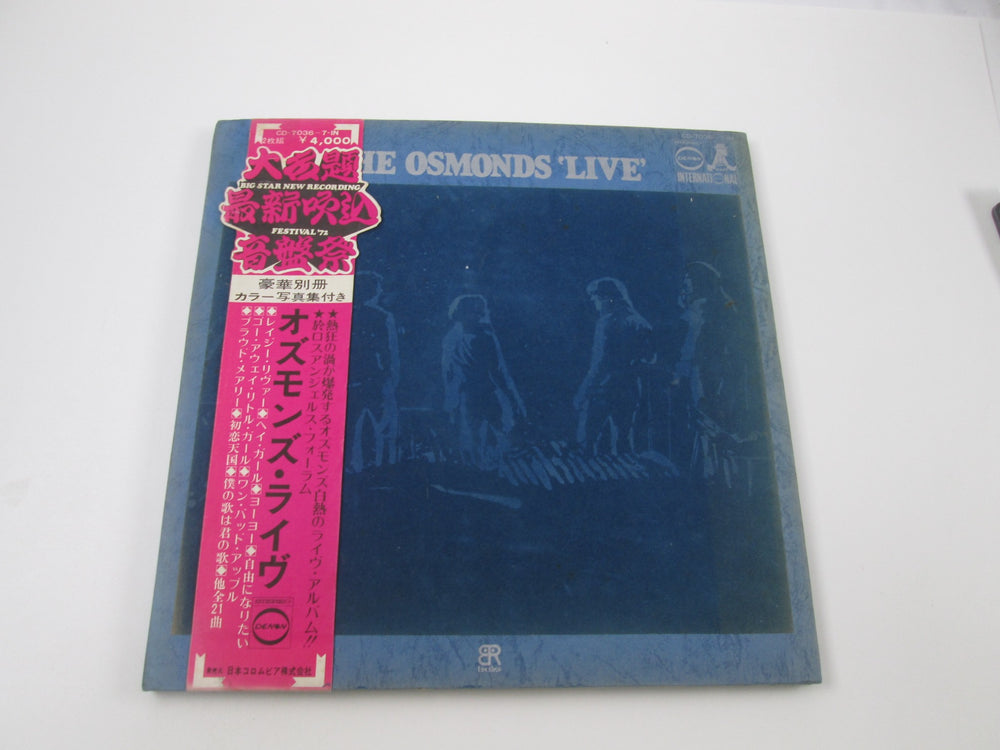 CD-7036~7-IN
2枚組 ￥4,000
大文題
BIG STAR NEW RECORDING
最新吹込
FESTIVAL '72
音盤祭
豪華別冊
カラー写真集付き
★熱狂の渦が爆発するオズモンズ白熱のライヴ・アルバム!!
★於ロスアンジェルス・フォーラム
オズモンズ・ライヴ
◆レイジー・リヴァー◆ヘイ・ガール◆ヨーヨー◆自由になりたい
◆ゴー・アウェイ・リトル・ガール◆ワン・バッド・アップル
◆プラウド・メアリー◆初恋天国◆僕の歌は君の歌◆他全21曲
DENON
発売元 日本コロムビア株式会社
HE OSMONDS 'LIVE'
DENON
INTERNATIONAL